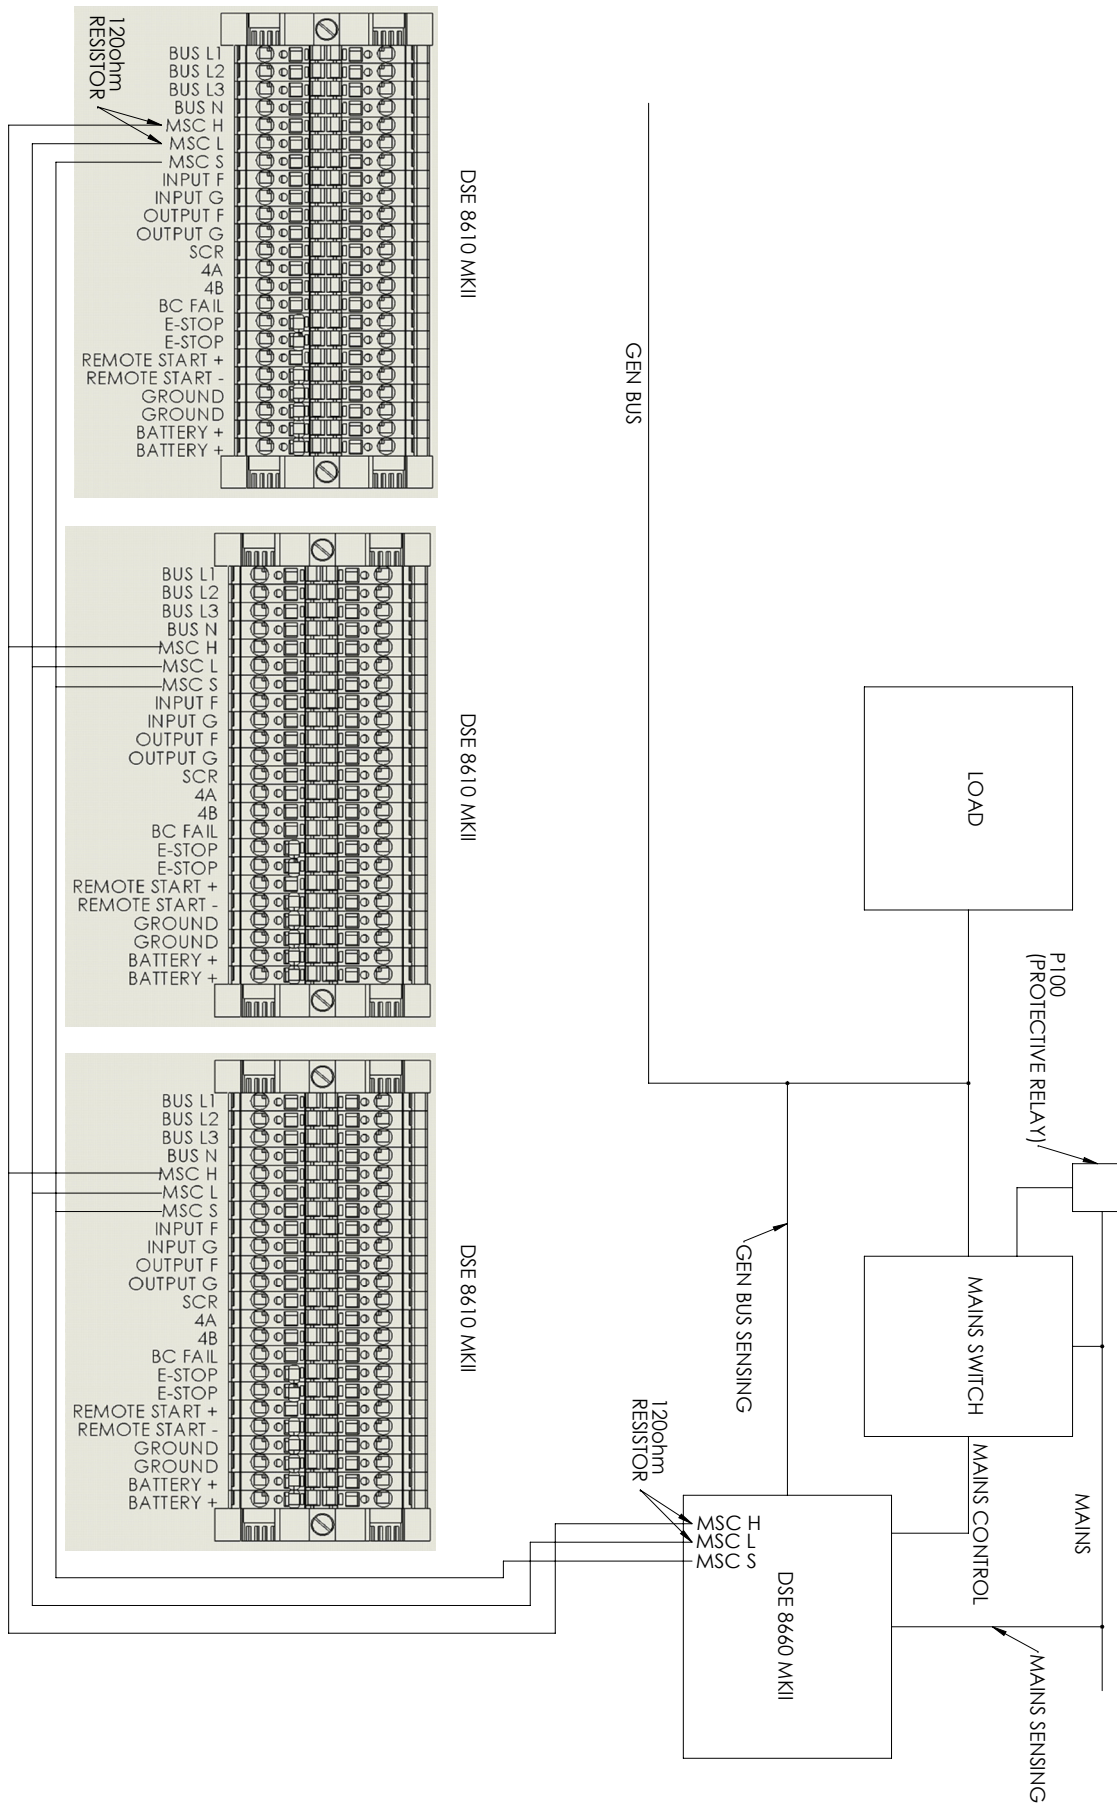 120ohm
RESISTOR
BUS L1
BUS L2
BUS L3
BUS N
MSC H
MSC L
MSC S
INPUT F
INPUT G
OUTPUT F
OUTPUT G
SCR
4A
4B
BC FAIL
E-STOP
E-STOP
REMOTE START +
REMOTE START -
GROUND
GROUND
BATTERY +
BATTERY +
DSE 8610 MKII
BUS L1
BUS L2
BUS L3
BUS N
MSC H
MSC L
MSC S
INPUT F
INPUT G
OUTPUT F
OUTPUT G
SCR
4A
4B
BC FAIL
E-STOP
E-STOP
REMOTE START +
REMOTE START -
GROUND
GROUND
BATTERY +
BATTERY +
DSE 8610 MKII
BUS L1
BUS L2
BUS L3
BUS N
MSC H
MSC L
MSC S
INPUT F
INPUT G
OUTPUT F
OUTPUT G
SCR
4A
4B
BC FAIL
E-STOP
E-STOP
REMOTE START +
REMOTE START -
GROUND
GROUND
BATTERY +
BATTERY +
DSE 8610 MKII
GEN BUS
LOAD
P100
(PROTECTIVE RELAY)
GEN BUS SENSING
MAINS SWITCH
MAINS CONTROL
MAINS
MAINS SENSING
120ohm
RESISTOR
MSC H
MSC L
MSC S
DSE 8660 MKII